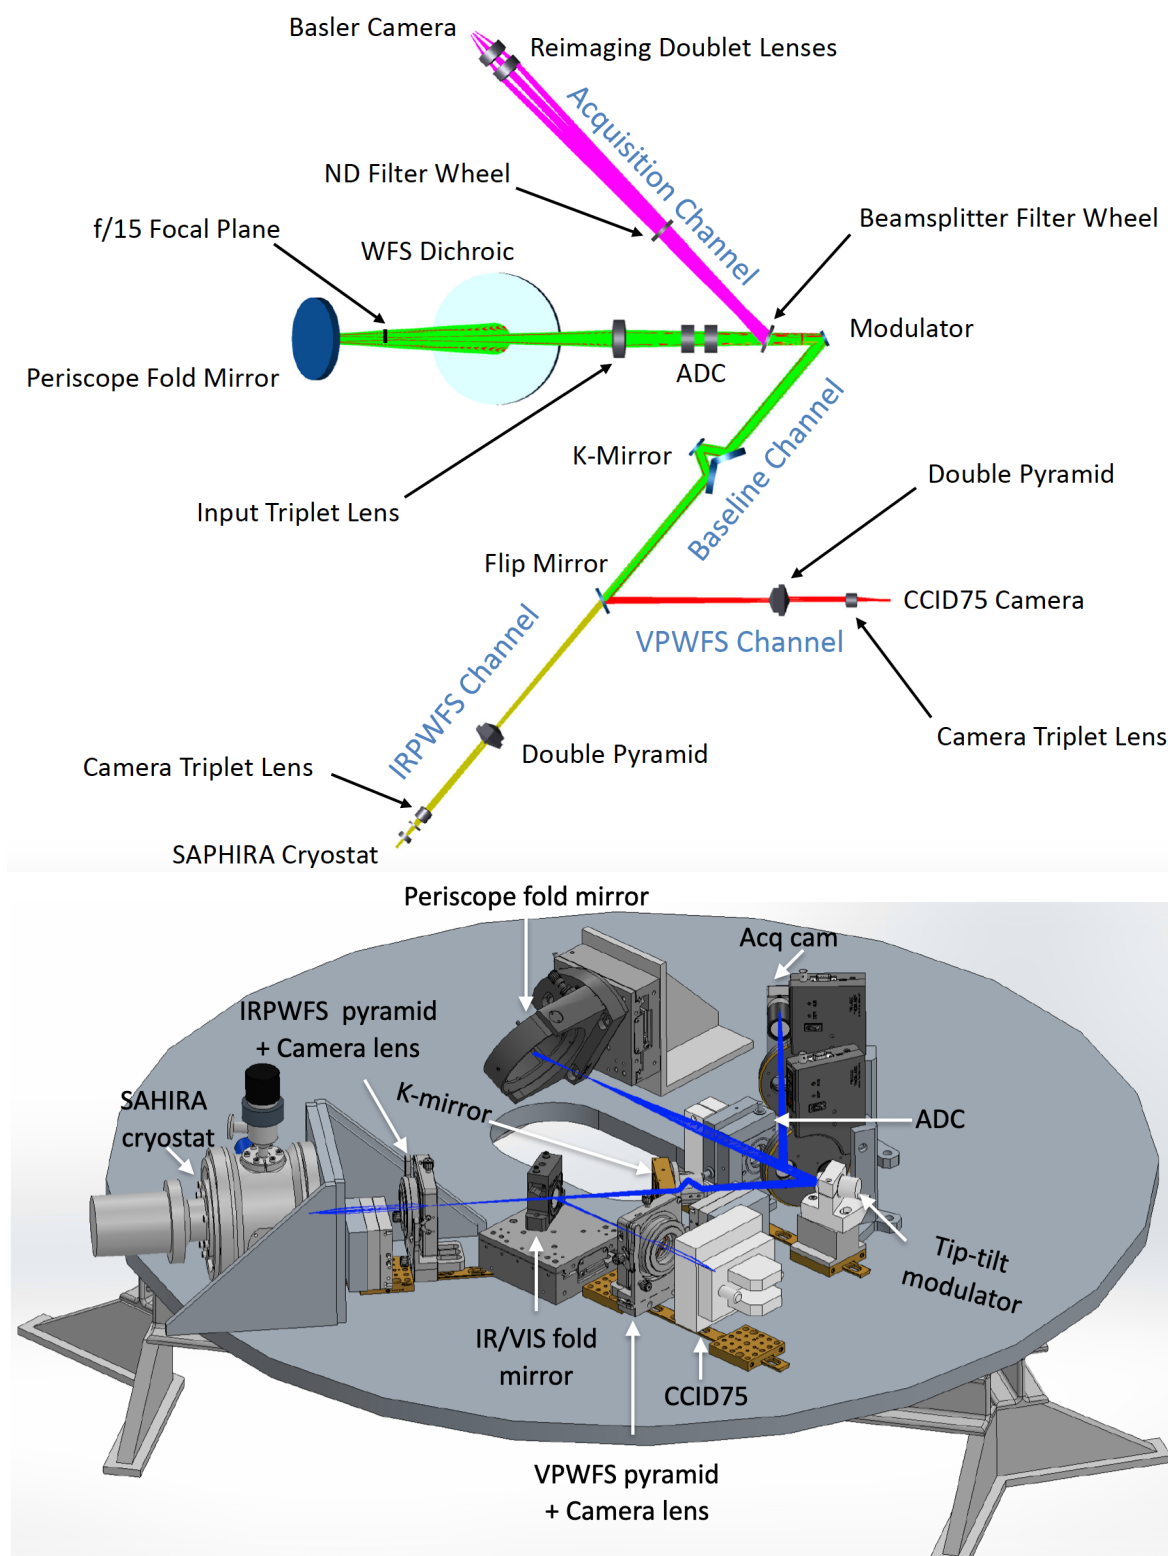 Basler Camera
Reimaging Doublet Lenses
Acquisition Channel
ND Filter Wheel
Beamsplitter Filter Wheel
f/15 Focal Plane
WFS Dichroic
Modulator
Periscope Fold Mirror
ADC
K-Mirror
Baseline Channel
Double Pyramid
Input Triplet Lens
Flip Mirror
CCID75 Camera
VPWFS Channel
IRPWFS Channel
Camera Triplet Lens
Double Pyramid
Camera Triplet Lens
SAPHIRA Cryostat
Periscope fold mirror
Acq cam
IRPWFS pyramid
+ Camera lens
K-mirror
SAHIRA
cryostat
ADC
Tip-tilt
modulator
IR/VIS fold
mirror
CCID75
VPWFS pyramid
+ Camera lens